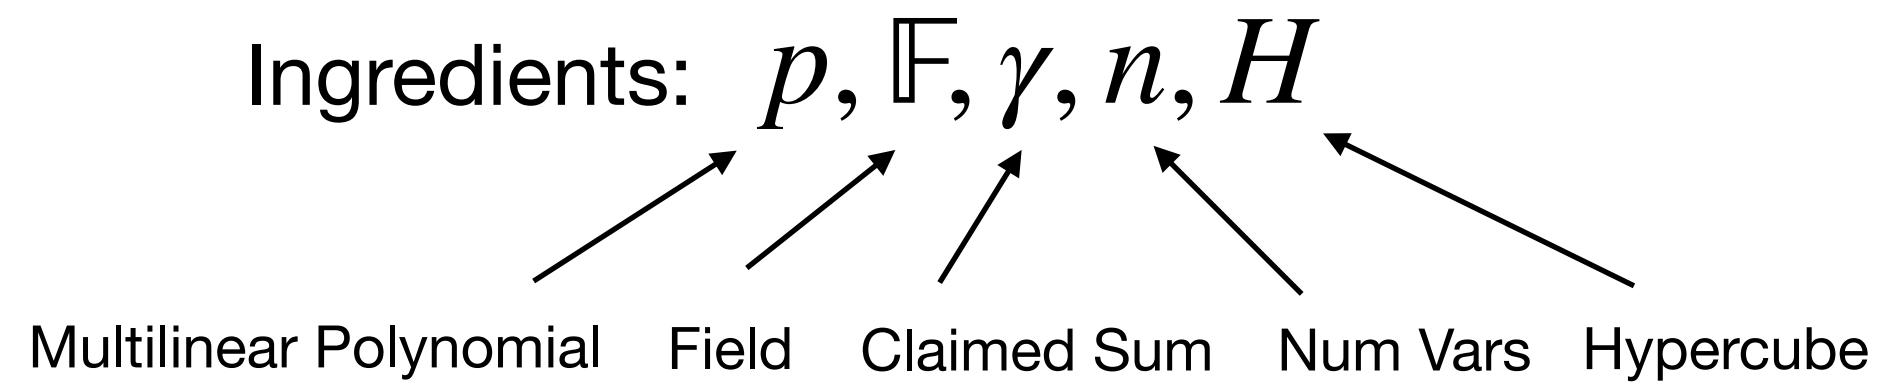 Ingredients: p, 𝔽, γ, n, H
Multilinear Polynomial Field Claimed Sum Num Vars Hypercube